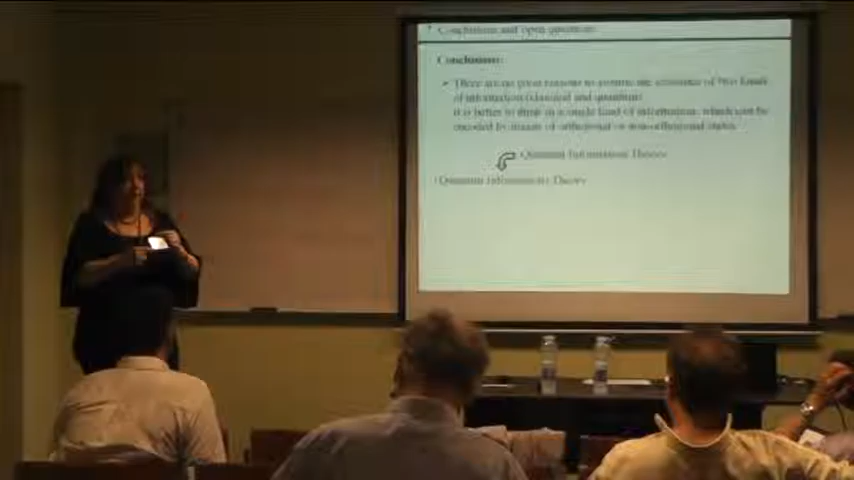 Conclusions and open questions
Conclusions:
There are no good reasons to assume the existence of two kinds
of information (classical and quantum)
it is better to think in a single kind of information, which can be
encoded by means of orthogonal or non-orthogonal states
Quantum Information Theory
Quantum Information Theory